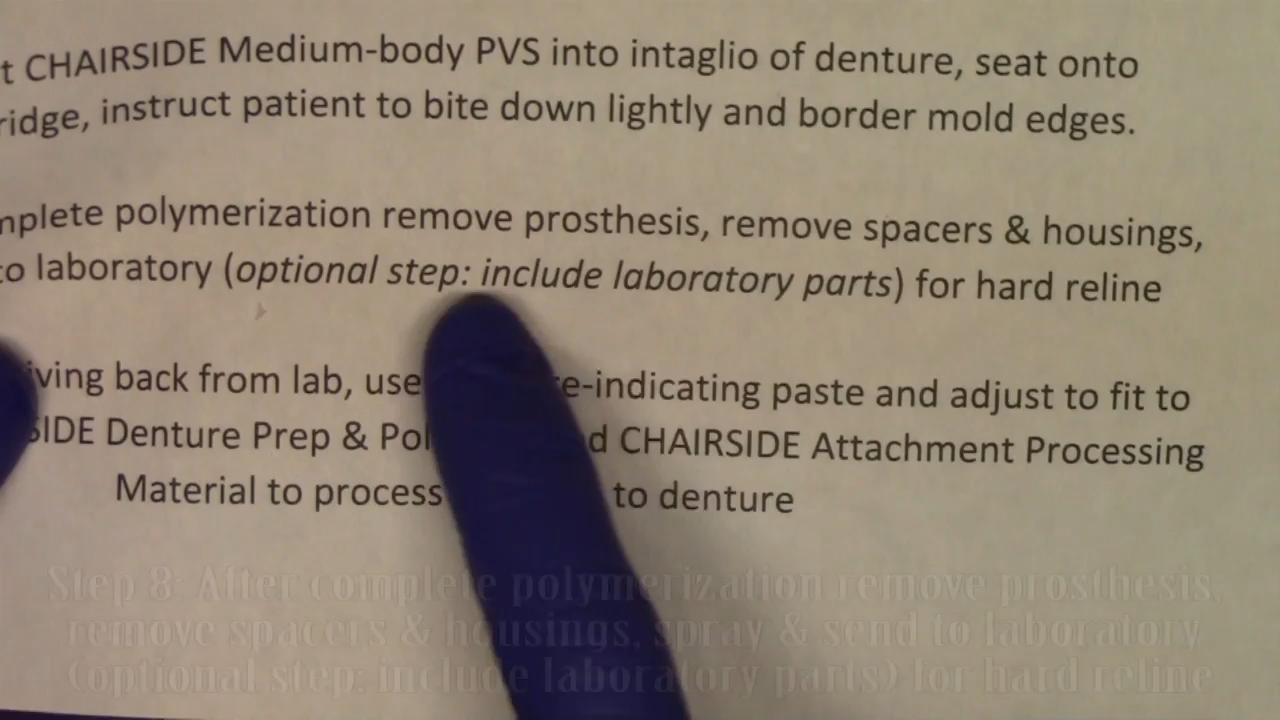 t CHAIRSIDE Medium-body PVS into intaglio of denture, seat onto
ridge, instruct patient to bite down lightly and border mold edges.
nplete polymerization remove prosthesis, remove spacers & housings,
to laboratory (optional step: include laboratory parts) for hard reline
iving back from lab, use e-indicating paste and adjust to fit to
SIDE Denture Prep & Pol d CHAIRSIDE Attachment Processing
Material to process to denture
Step 8: After complete polymerization remove prosthesis,
remove spacers & housings, spray & send to laboratory
(optional step: include laboratory parts) for hard reline